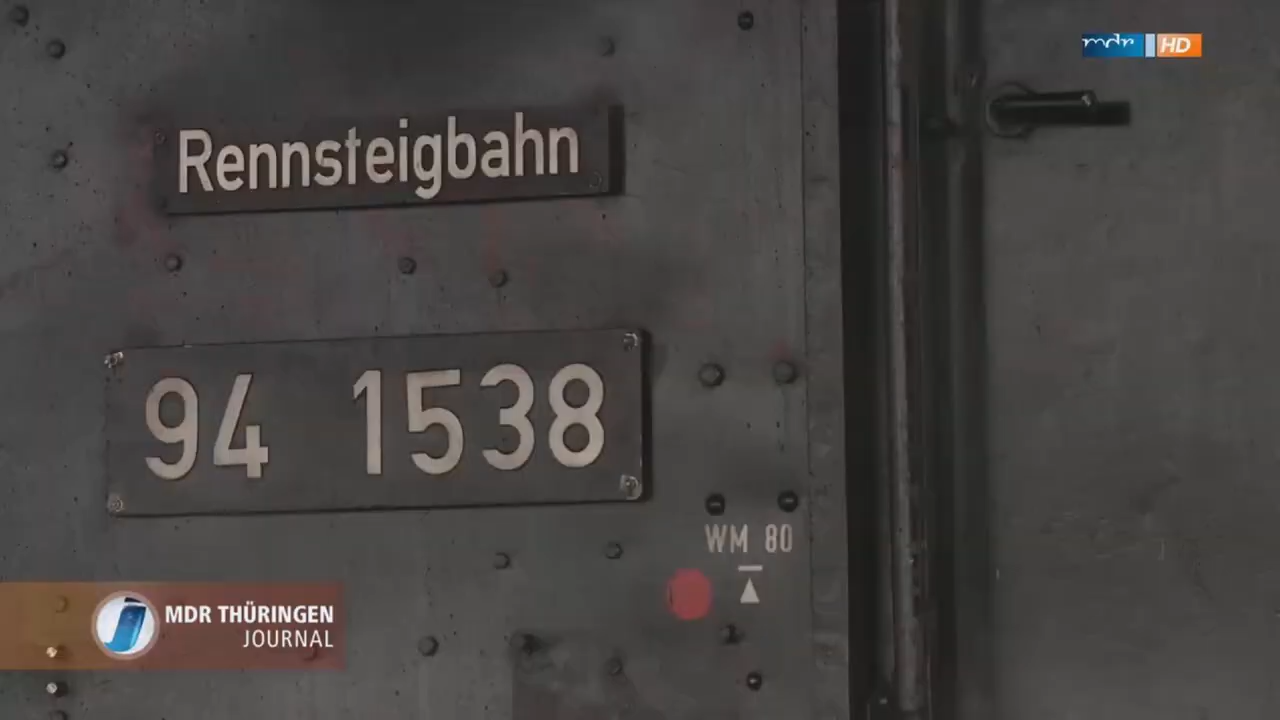 mdr HD
Rennsteigbahn
94 1538
WM 80
MDR THÜRINGEN
JOURNAL